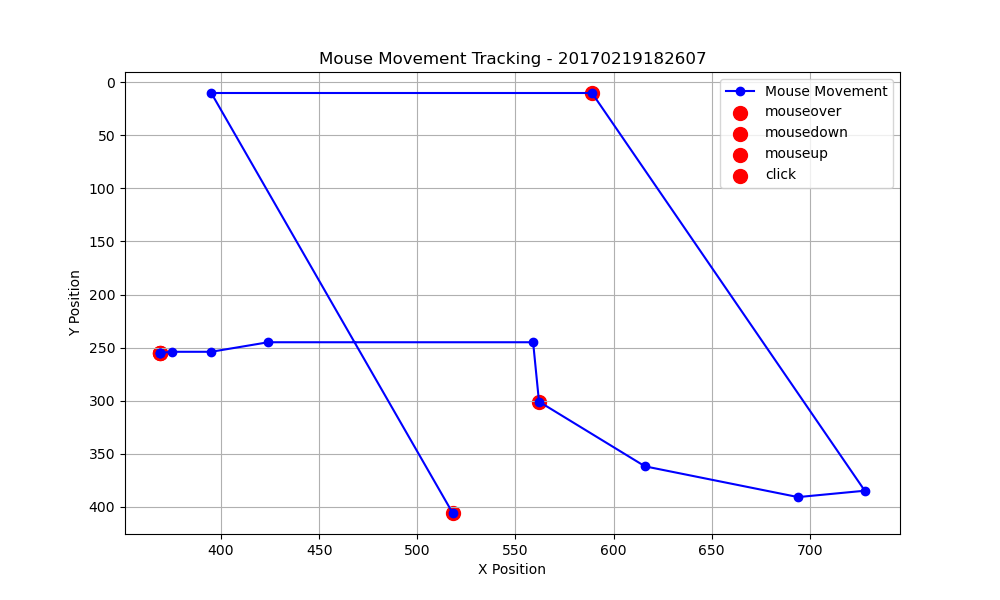 Mouse Movement Tracking - 20170219182607
Mouse Movement
mouseover
mousedown
mouseup
click
0
50
100
150
200
250
300
350
400
Y Position
400 450 500 550 600 650 700
X Position